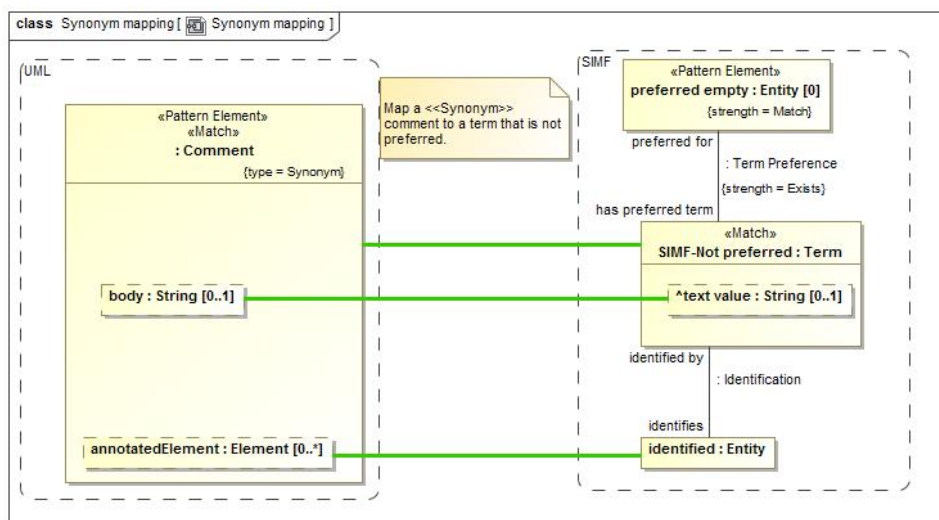 class Synonym mapping [ Synonym mapping ]
UML
«Pattern Element»
«Match»
: Comment
{type = Synonym}
body : String [0..1]
annotatedElement : Element [0..*]
Map a <<Synonym>>
comment to a term that is not
preferred.
SIMF
«Pattern Element»
preferred empty : Entity [0]
{strength = Match}
preferred for
: Term Preference
{strength = Exists}
has preferred term
«Match»
SIMF-Not preferred : Term
^text value : String [0..1]
identified by
: Identification
identifies
identified : Entity